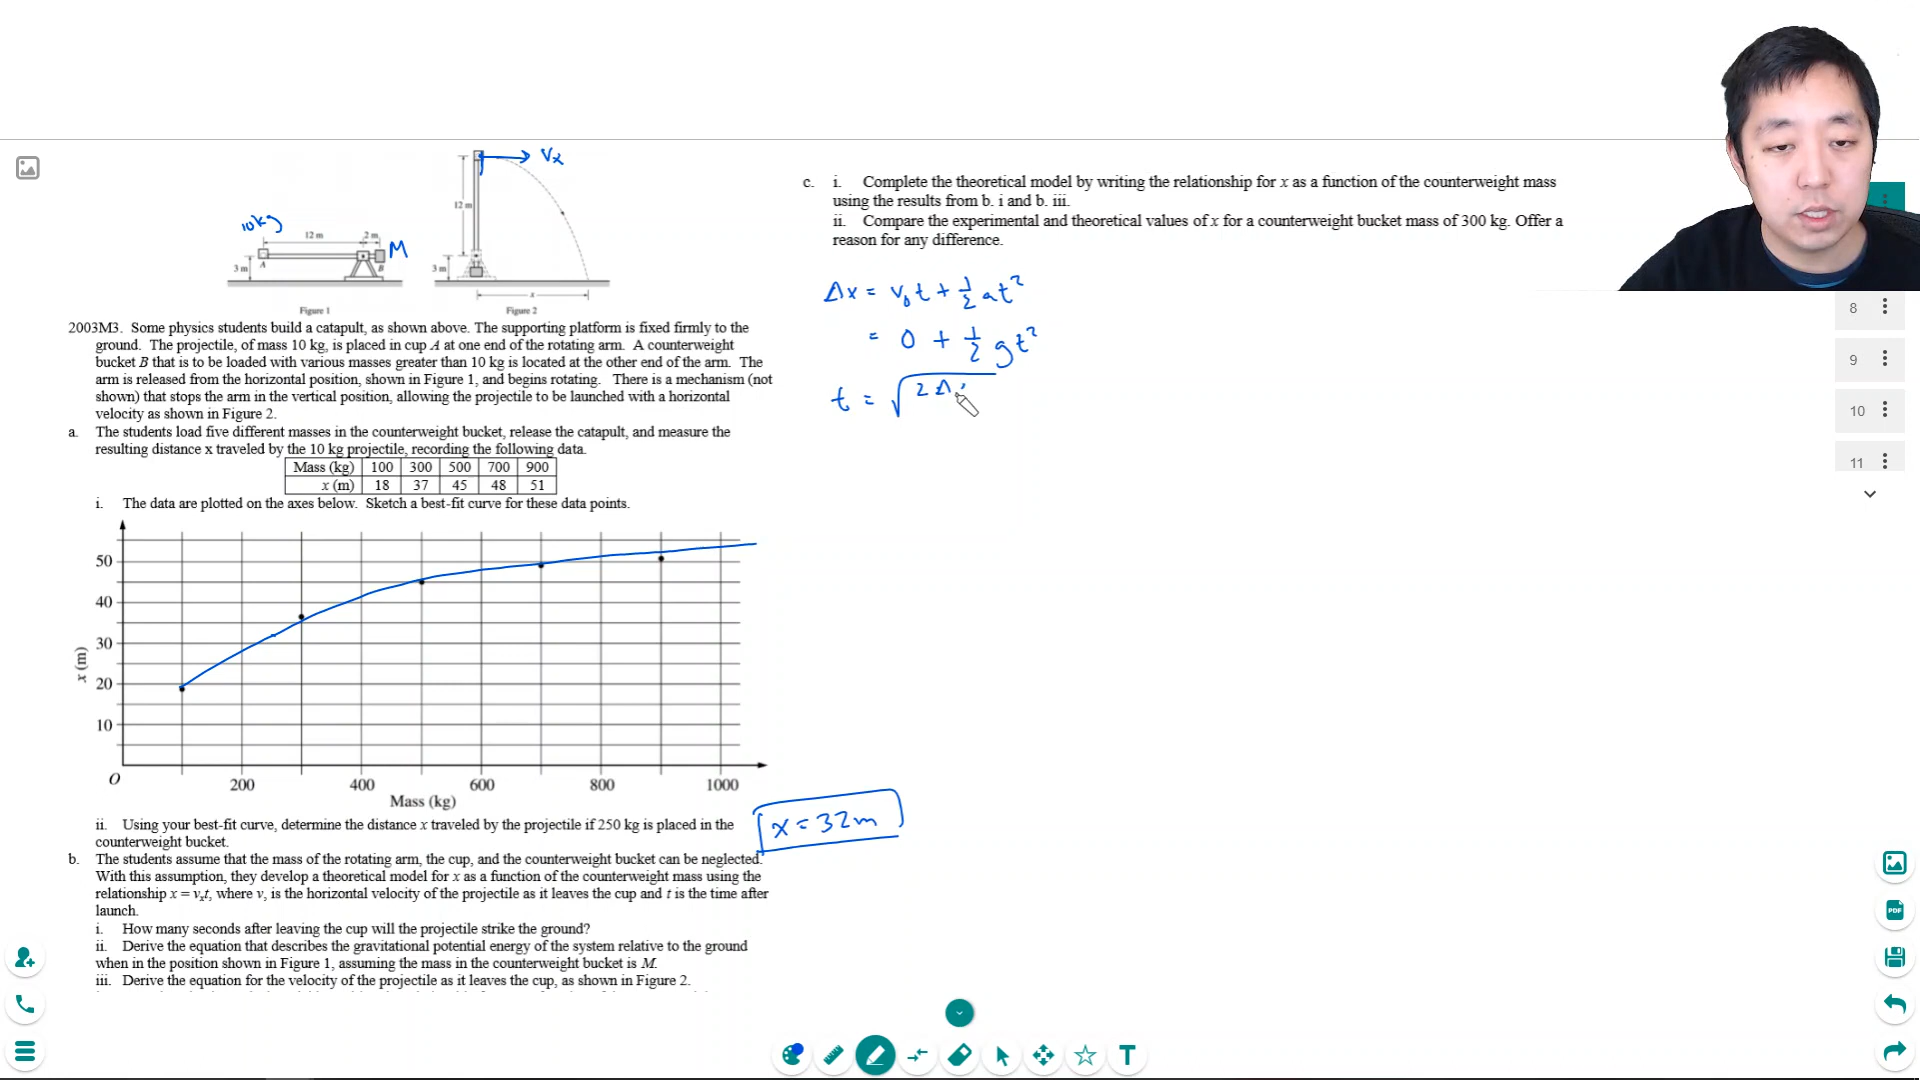 10kg
12 m
2 m
M
3 m
A
B
Figure 1
Vx
12 m
3 m
x
Figure 2
2003M3. Some physics students build a catapult, as shown above. The supporting platform is fixed firmly to the
ground. The projectile, of mass 10 kg, is placed in cup A at one end of the rotating arm. A counterweight
bucket B that is to be loaded with various masses greater than 10 kg is located at the other end of the arm. The
arm is released from the horizontal position, shown in Figure 1, and begins rotating. There is a mechanism (not
shown) that stops the arm in the vertical position, allowing the projectile to be launched with a horizontal
velocity as shown in Figure 2.
a. The students load five different masses in the counterweight bucket, release the catapult, and measure the
resulting distance x traveled by the 10 kg projectile, recording the following data.
Mass (kg) 100 300 500 700 900
x (m) 18 37 45 48 51
i. The data are plotted on the axes below. Sketch a best-fit curve for these data points.
50
40
30
20
10
x (m)
O
200 400 600 800 1000
Mass (kg)
ii. Using your best-fit curve, determine the distance x traveled by the projectile if 250 kg is placed in the
counterweight bucket.
x = 32m
b. The students assume that the mass of the rotating arm, the cup, and the counterweight bucket can be neglected.
With this assumption, they develop a theoretical model for x as a function of the counterweight mass using the
relationship x = vxt, where v, is the horizontal velocity of the projectile as it leaves the cup and t is the time after
launch.
i. How many seconds after leaving the cup will the projectile strike the ground?
ii. Derive the equation that describes the gravitational potential energy of the system relative to the ground
when in the position shown in Figure 1, assuming the mass in the counterweight bucket is M.
iii. Derive the equation for the velocity of the projectile as it leaves the cup, as shown in Figure 2.
c. i. Complete the theoretical model by writing the relationship for x as a function of the counterweight mass
using the results from b. i and b. iii.
ii. Compare the experimental and theoretical values of x for a counterweight bucket mass of 300 kg. Offer a
reason for any difference.
Δx = v₀t + ½at²
= 0 + ½gt²
t = √2Δ
8
9
10
11
PDF
T